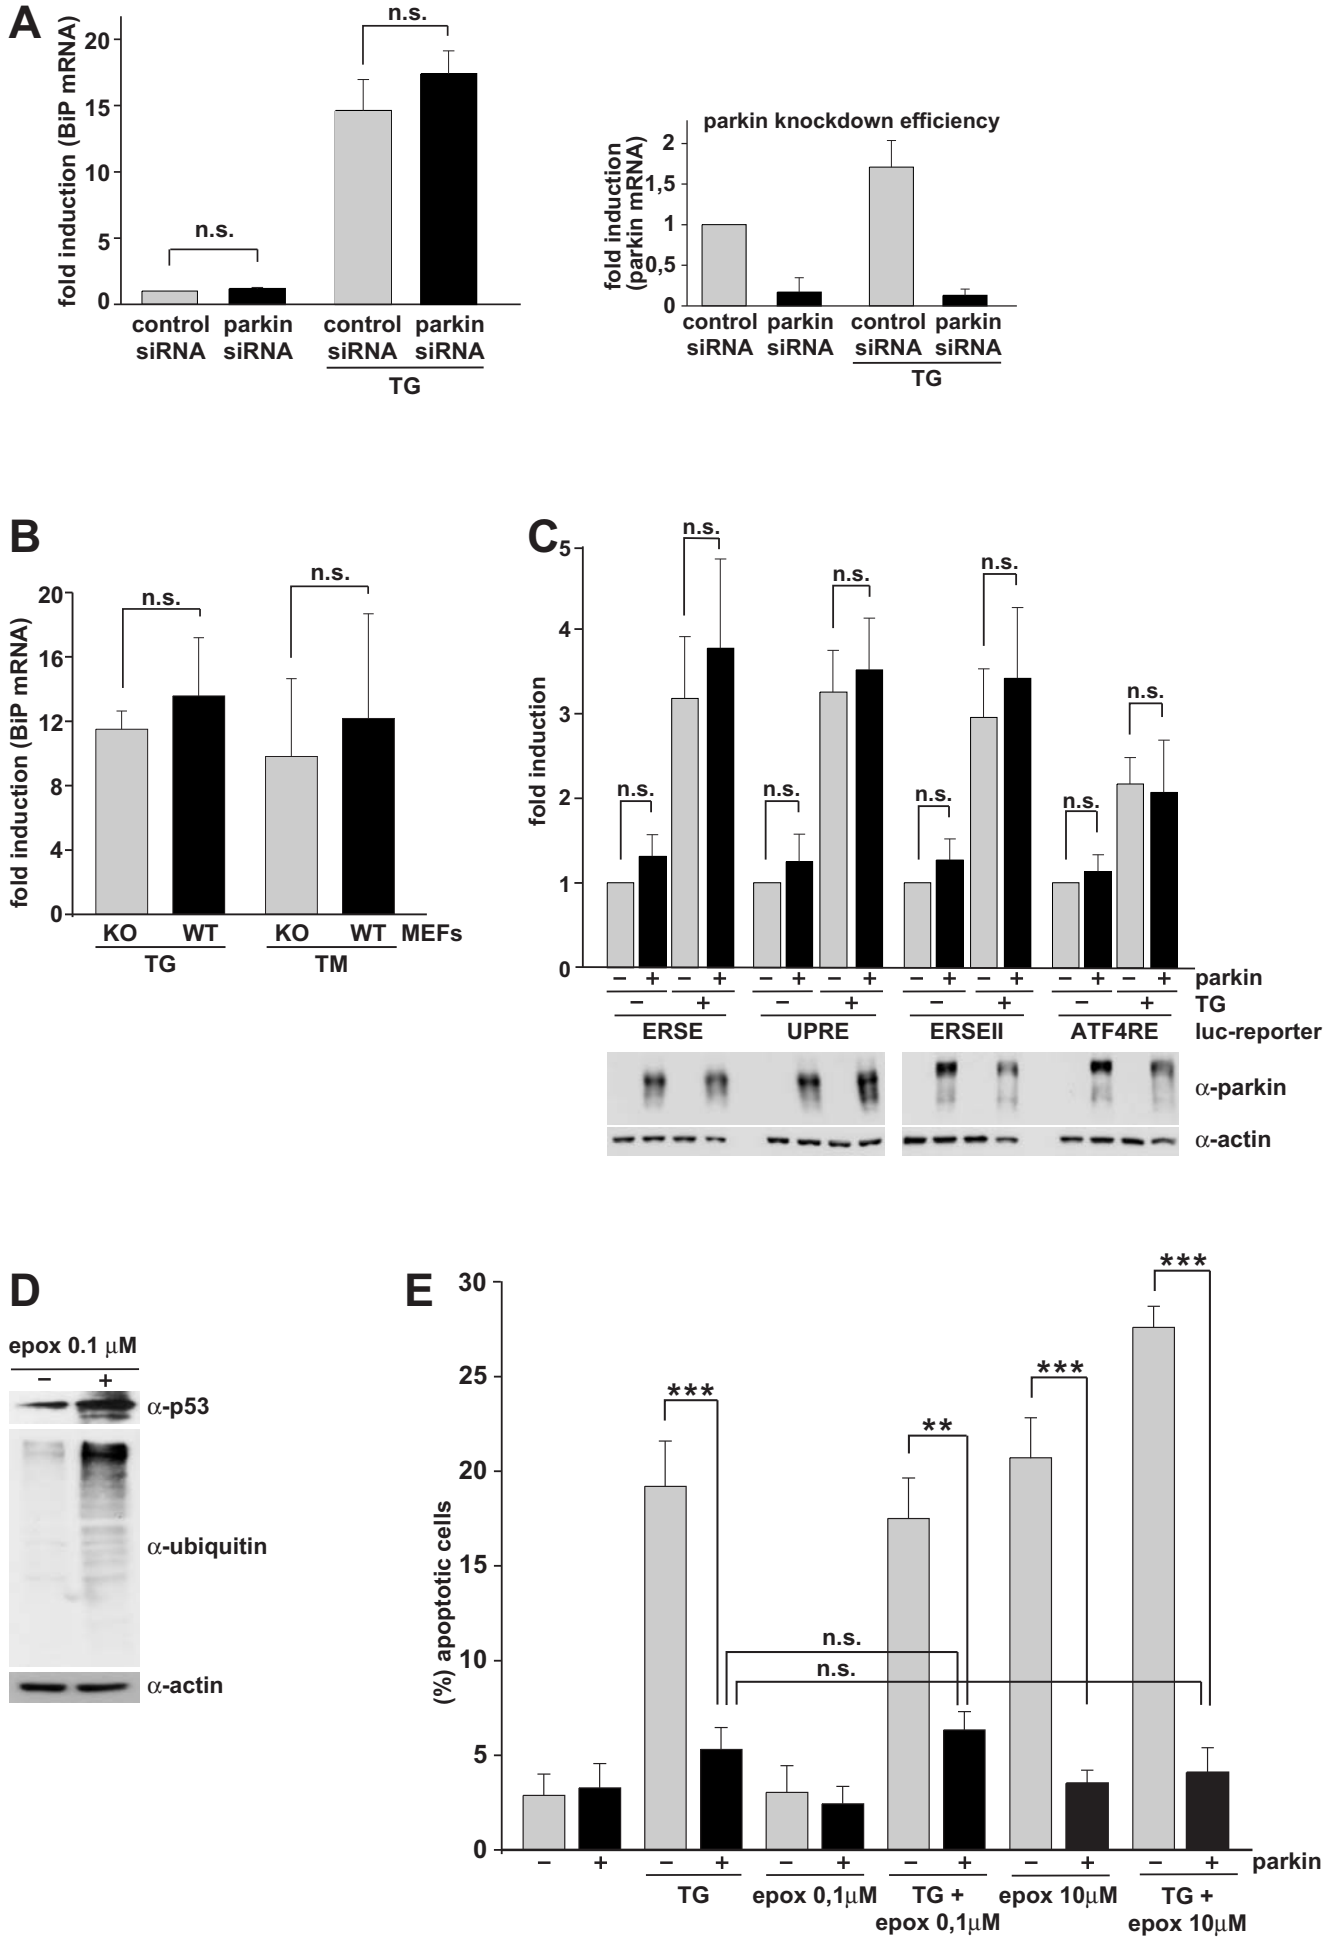 A
fold induction (BiP mRNA)
20
15
10
5
0
n.s.
n.s.
control siRNA
parkin siRNA
control siRNA
parkin siRNA
TG
parkin knockdown efficiency
fold induction
(parkin mRNA)
2
1,5
1
0,5
0
control siRNA
parkin siRNA
control siRNA
parkin siRNA
TG
B
fold induction (BiP mRNA)
20
16
12
8
4
0
n.s.
n.s.
KO WT KO WT MEFs
TG TM
C
fold induction
5
4
3
2
1
0
n.s.
n.s.
n.s.
n.s.
n.s.
n.s.
n.s.
n.s.
– + – + – + – + – + – + – + – + parkin
– + – + – + – + TG
ERSE UPRE ERSEII ATF4RE luc-reporter
α-parkin
α-actin
D
epox 0.1 μM
– +
α-p53
α-ubiquitin
α-actin
E
(%) apoptotic cells
30
25
20
15
10
5
0
***
**
***
***
n.s.
n.s.
– + – + – + – + – + – + parkin
TG
epox 0,1μM
TG +
epox 0,1μM
epox 10μM
TG +
epox 10μM